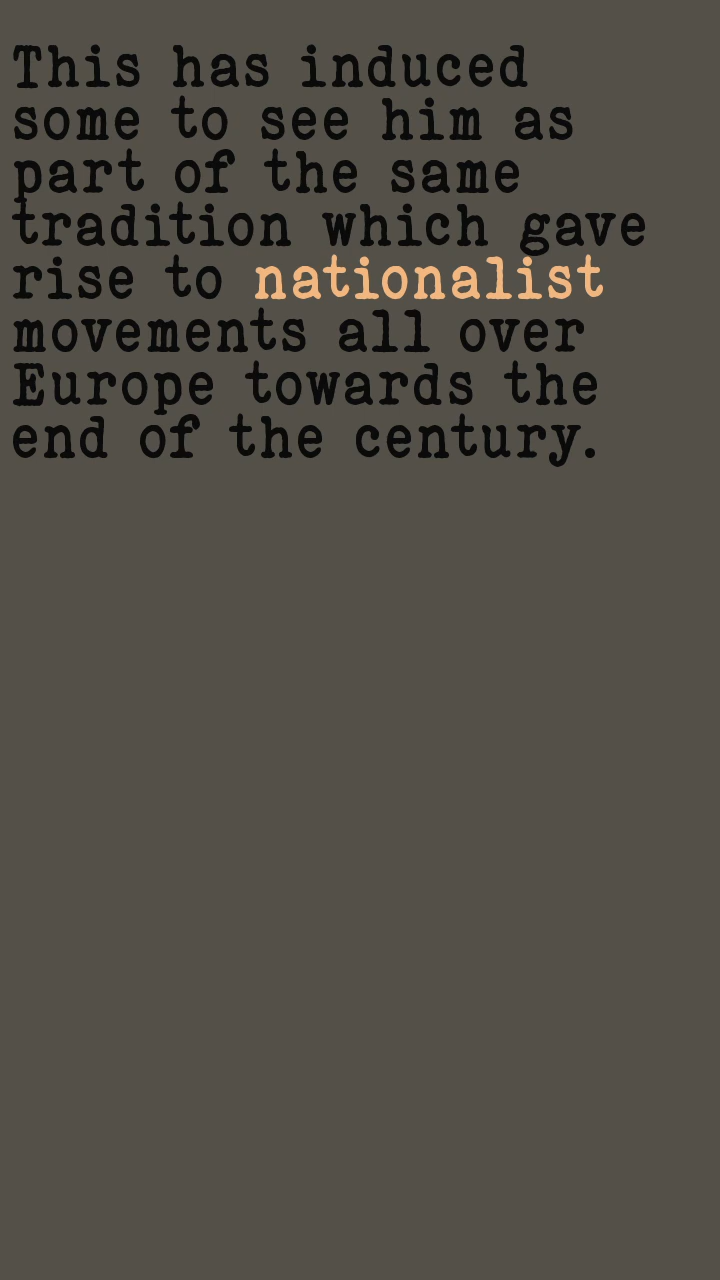 This has induced
some to see him as
part of the same
tradition which gave
rise to nationalist
movements all over
Europe towards the
end of the century.